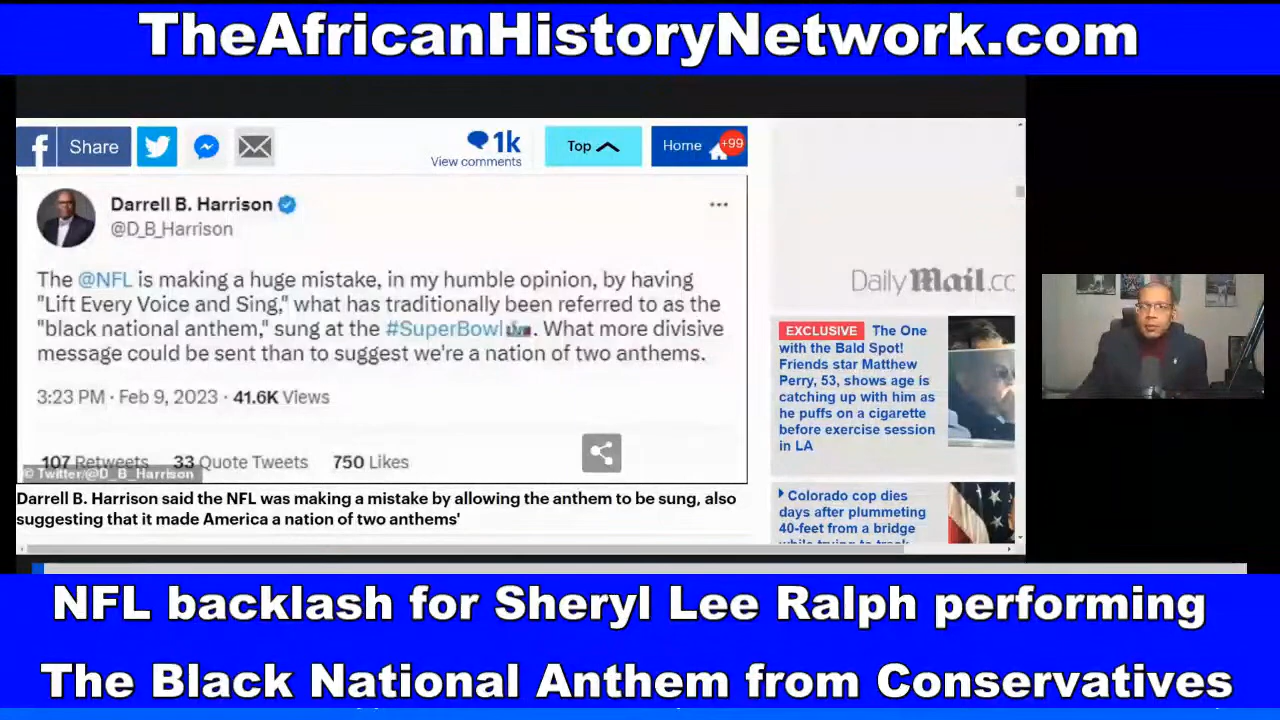 TheAfricanHistoryNetwork.com
Share
1k
View comments
Top
Home
+99
Darrell B. Harrison
@D_B_Harrison
The @NFL is making a huge mistake, in my humble opinion, by having
"Lift Every Voice and Sing," what has traditionally been referred to as the
"black national anthem," sung at the #SuperBowl. What more divisive
message could be sent than to suggest we're a nation of two anthems.
3:23 PM · Feb 9, 2023 · 41.6K Views
107 Retweets 33 Quote Tweets 750 Likes
© Twitter/@D_B_Harrison
Darrell B. Harrison said the NFL was making a mistake by allowing the anthem to be sung, also
suggesting that it made America a nation of two anthems'
Daily Mail.cc
EXCLUSIVE The One
with the Bald Spot!
Friends star Matthew
Perry, 53, shows age is
catching up with him as
he puffs on a cigarette
before exercise session
in LA
Colorado cop dies
days after plummeting
40-feet from a bridge
while trying to
NFL backlash for Sheryl Lee Ralph performing
The Black National Anthem from Conservatives